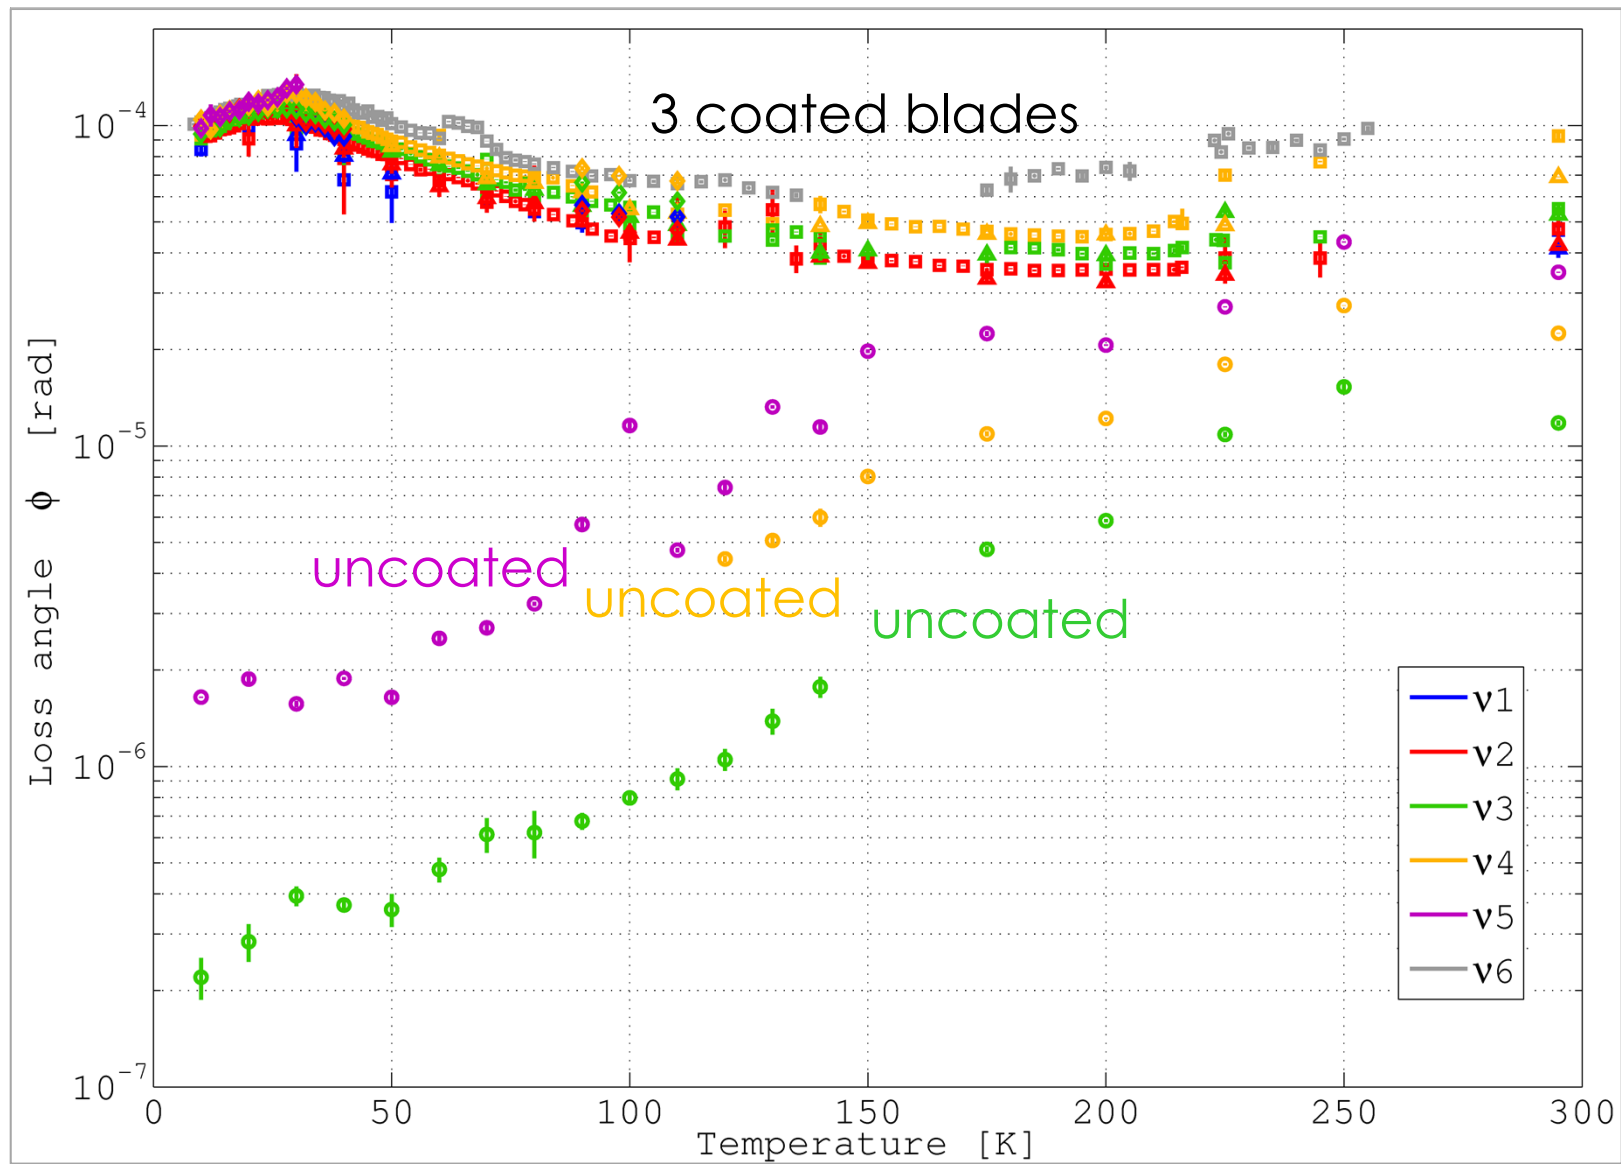 3 coated blades
10⁻⁴
Loss angle ϕ [rad]
10⁻⁵
uncoated
uncoated
uncoated
ν1
ν2
10⁻⁶
ν3
ν4
ν5
ν6
10⁻⁷
0 50 100 150 200 250 300
Temperature [K]